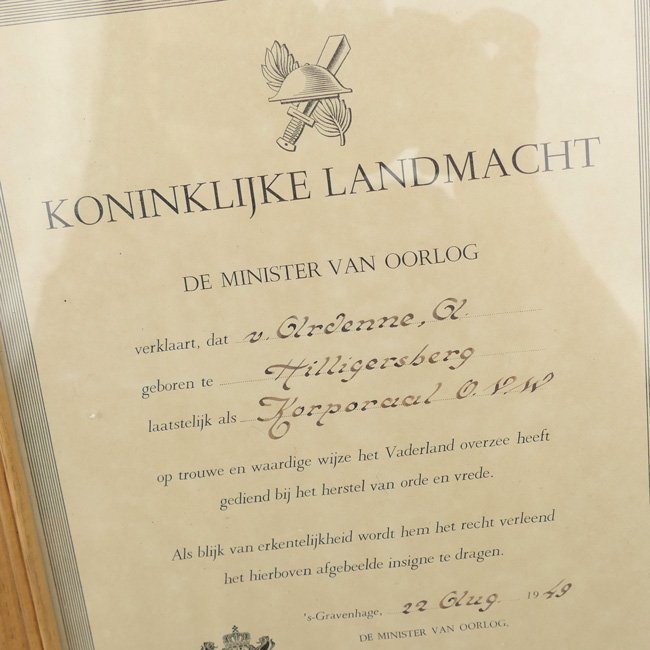 KONINKLIJKE LANDMACHT
DE MINISTER VAN OORLOG
verklaart, dat v. Ardenne, A.
geboren te Hilligersberg
laatstelijk als Korporaal O.V.W
op trouwe en waardige wijze het Vaderland overzee heeft
gediend bij het herstel van orde en vrede.
Als blijk van erkentelijkheid wordt hem het recht verleend
het hierboven afgebeelde insigne te dragen.
's-Gravenhage, 22 Aug. 1949
DE MINISTER VAN OORLOG,